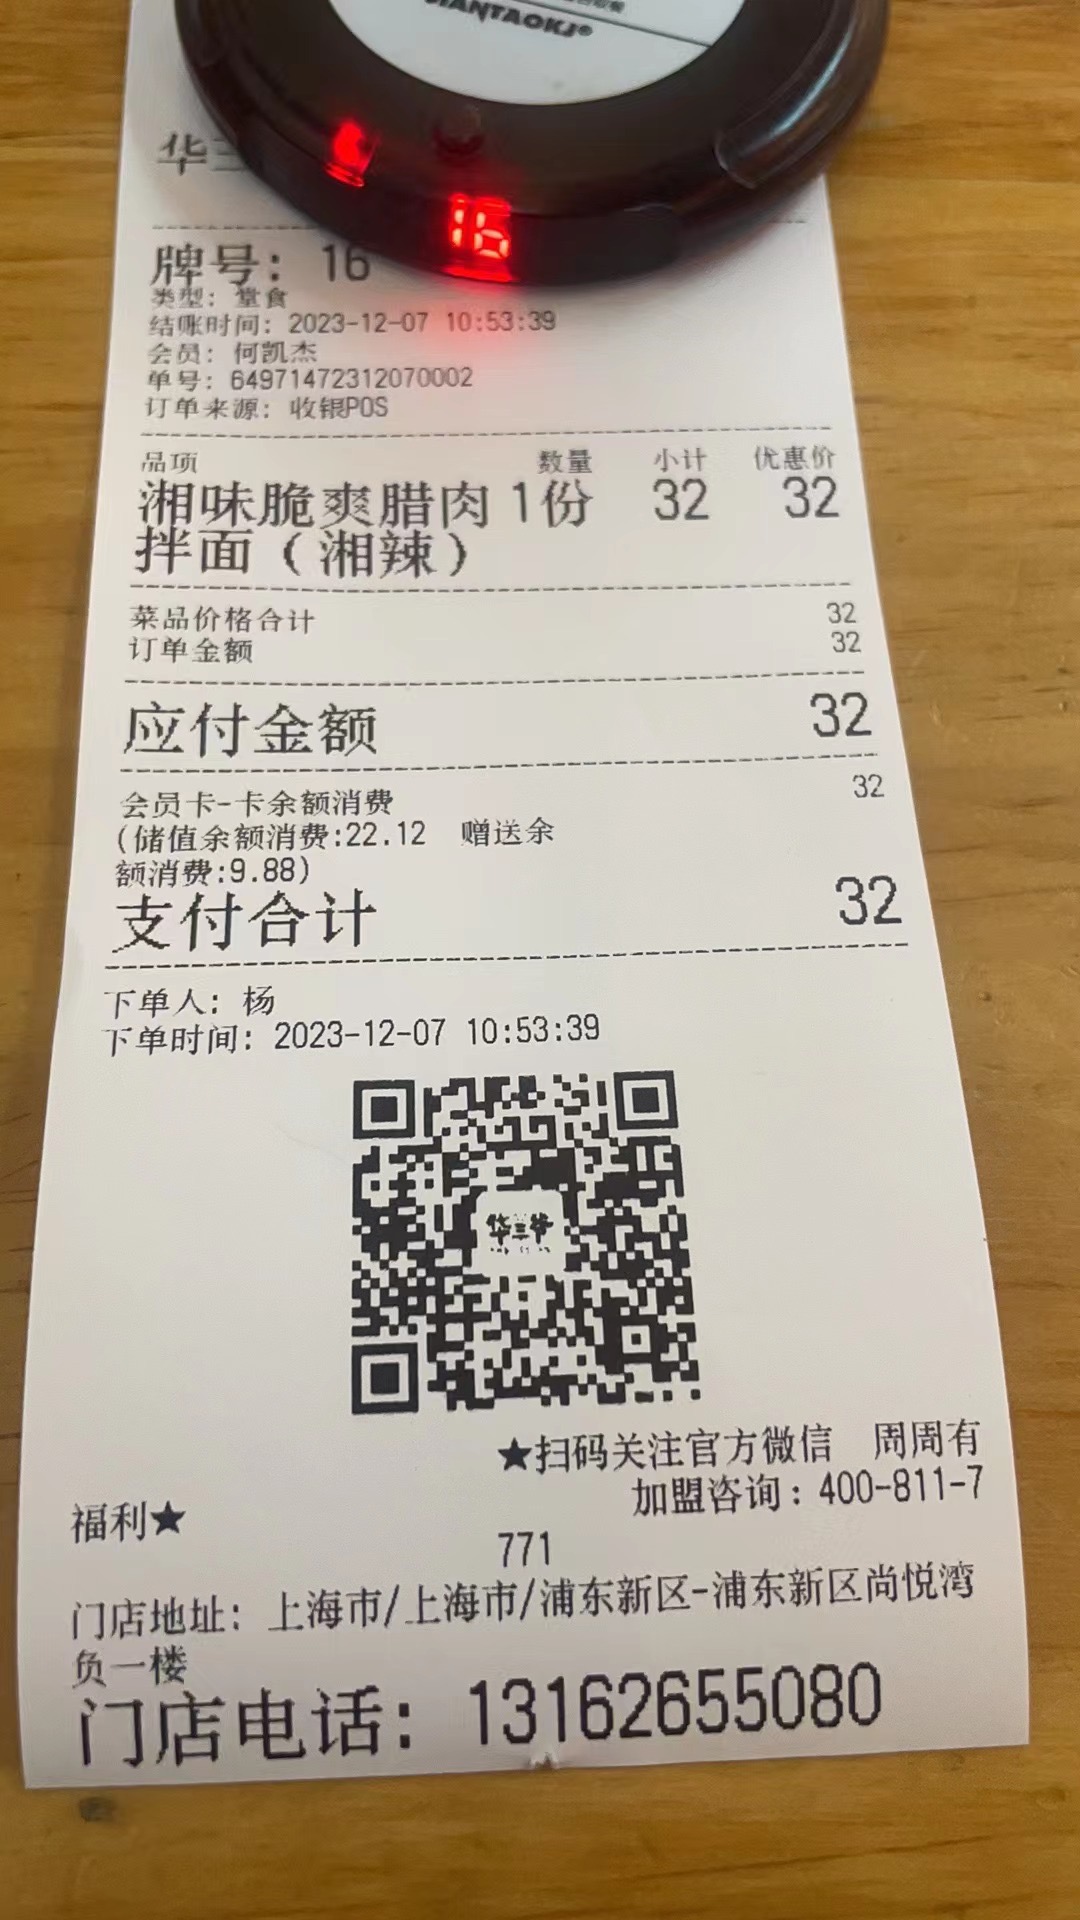 JIANTAOKJ®
华三
16
牌号：16
类型：堂食
结账时间：2023-12-07 10:53:39
会员：何凯杰
单号：64971472312070002
订单来源：收银POS
品项 数量 小计 优惠价
湘味脆爽腊肉 1份 32 32
拌面（湘辣）
菜品价格合计 32
订单金额 32
应付金额 32
会员卡-卡余额消费 32
(储值余额消费:22.12 赠送余
额消费:9.88)
支付合计 32
下单人：杨
下单时间：2023-12-07 10:53:39
华三爷
★扫码关注官方微信 周周有
福利★
加盟咨询：400-811-7
771
门店地址：上海市/上海市/浦东新区-浦东新区尚悦湾
负一楼
门店电话：13162655080